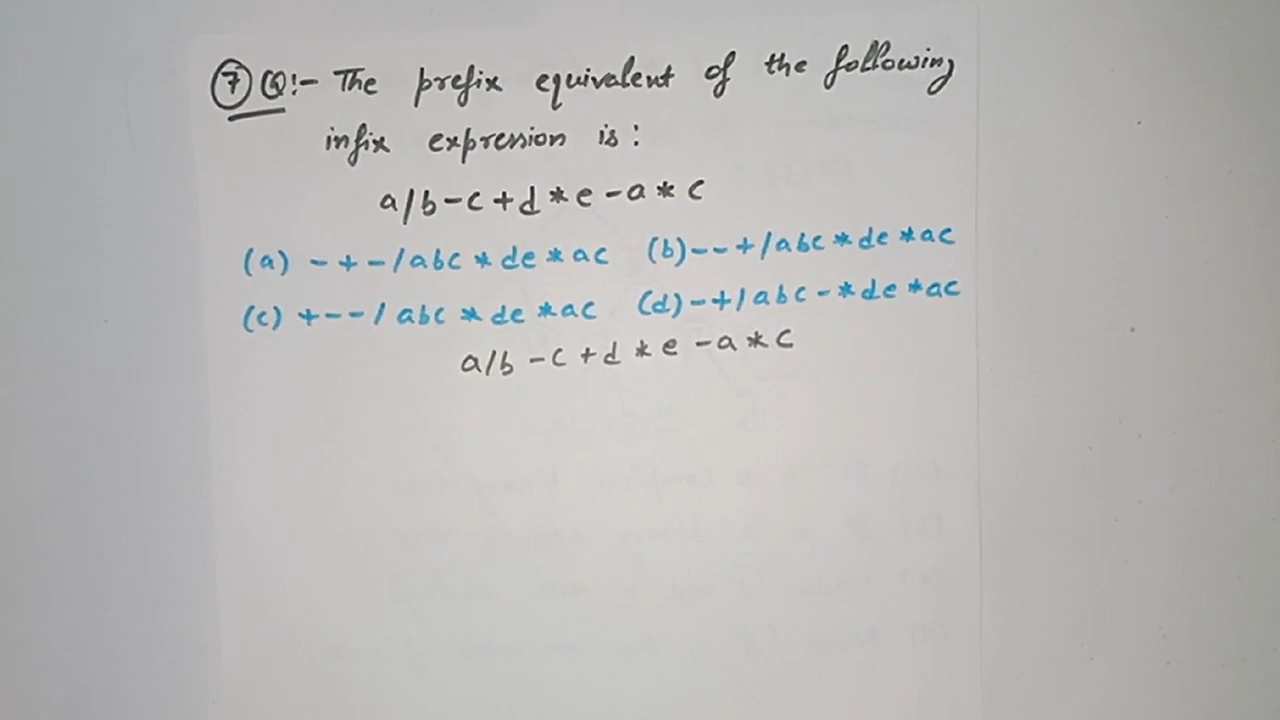 ⑦ Q:- The prefix equivalent of the following
infix expression is:
a/b-c+d*e-a*c
(a) -+-/abc*de*ac (b)--+/abc*de*ac
(c) +--/abc*de*ac (d)-+/abc-*de*ac
a/b-c+d*e-a*c